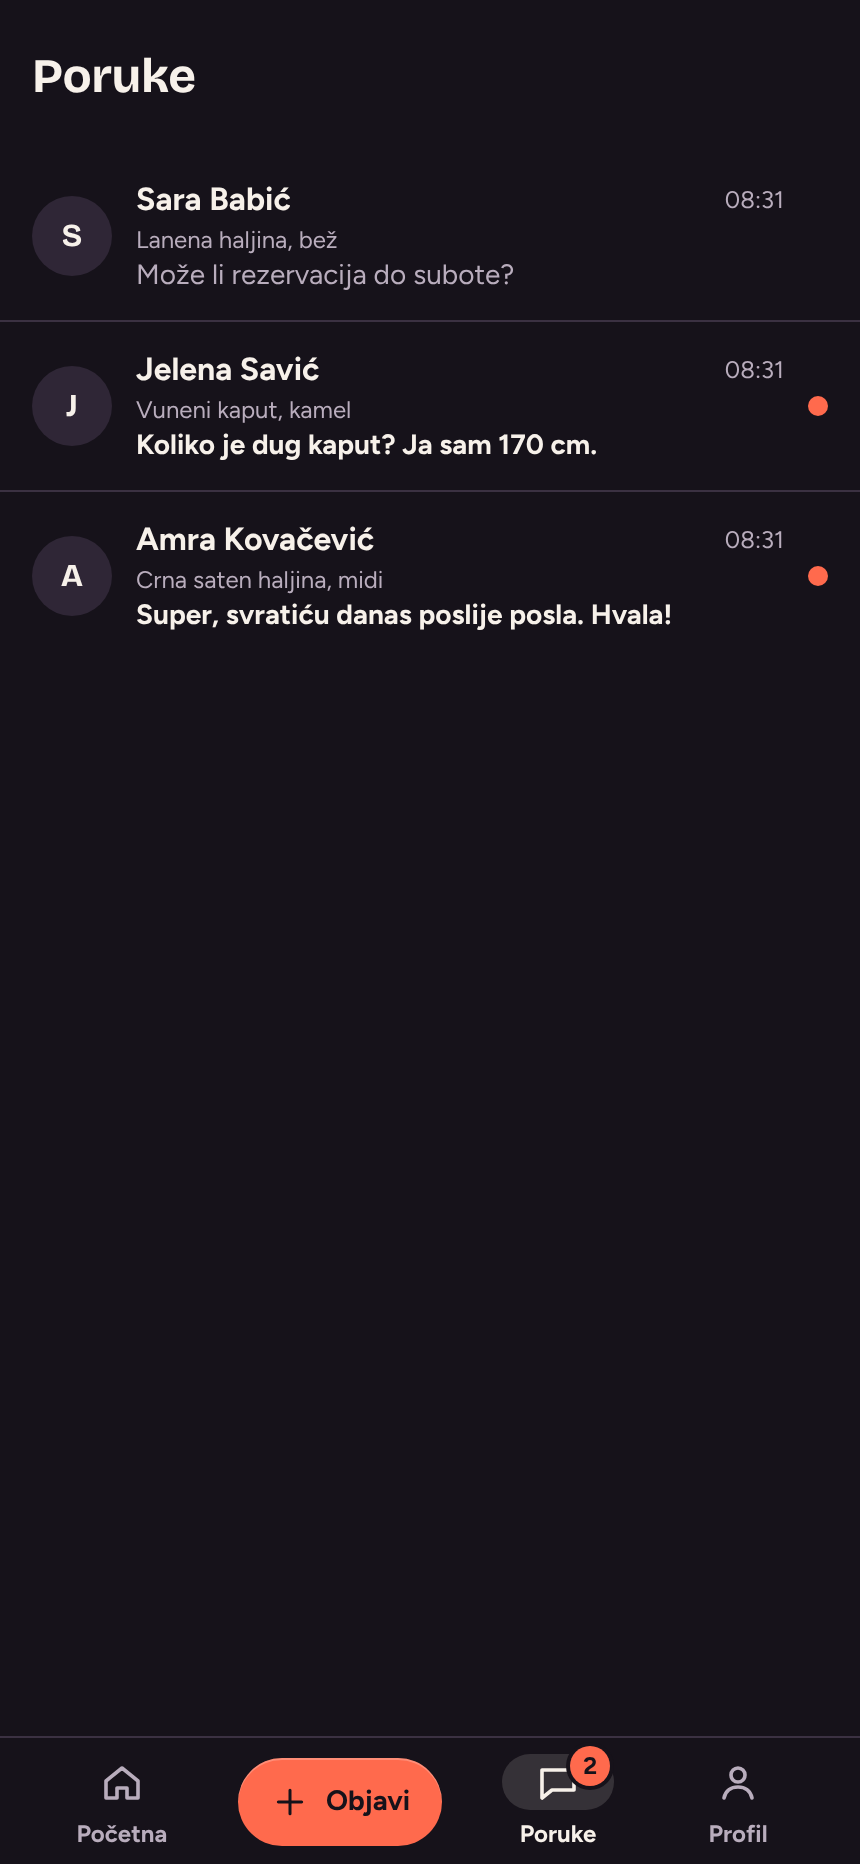 Poruke
S
Sara Babić
08:31
Lanena haljina, bež
Može li rezervacija do subote?
J
Jelena Savić
08:31
Vuneni kaput, kamel
Koliko je dug kaput? Ja sam 170 cm.
A
Amra Kovačević
08:31
Crna saten haljina, midi
Super, svratiću danas poslije posla. Hvala!
Početna
Objavi
2
Poruke
Profil